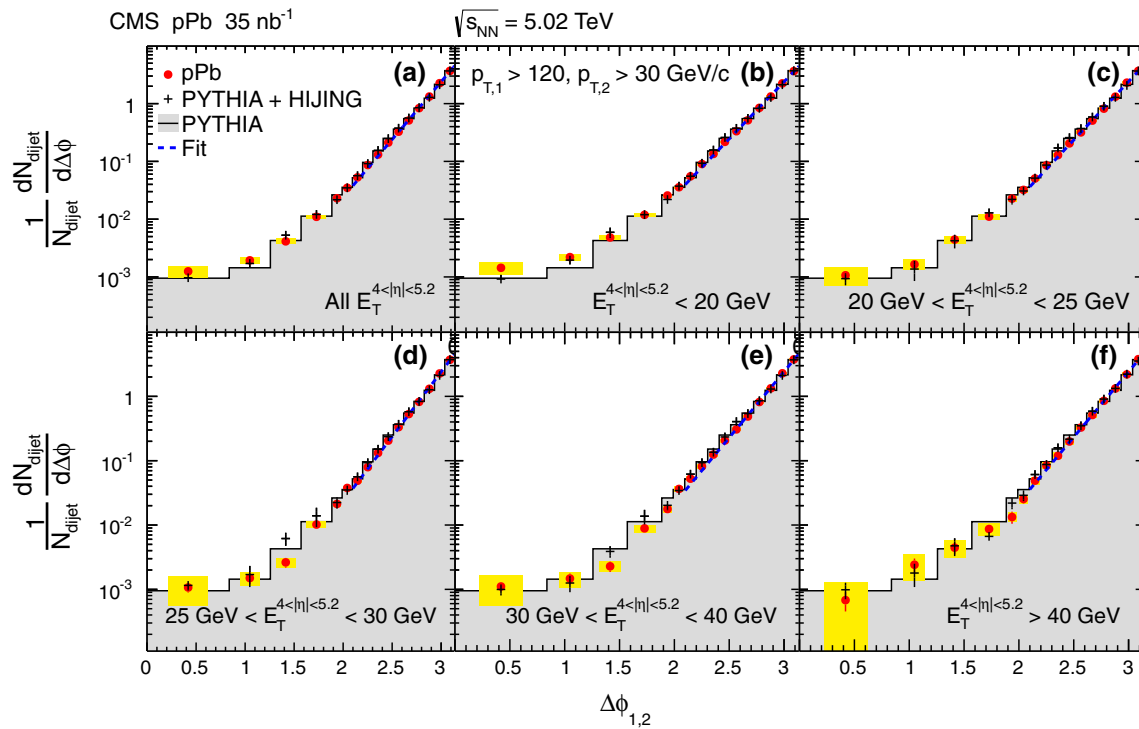 CMS pPb 35 nb⁻¹ √s_NN = 5.02 TeV
(a) (b) (c)
pPb
PYTHIA + HIJING
PYTHIA
Fit
p_T,1 > 120, p_T,2 > 30 GeV/c
1/N_dijet dN_dijet/dΔϕ
1
10⁻¹
10⁻²
10⁻³
All E_T^4<|η|<5.2
E_T^4<|η|<5.2 < 20 GeV
20 GeV < E_T^4<|η|<5.2 < 25 GeV
(d) (e) (f)
1/N_dijet dN_dijet/dΔϕ
1
10⁻¹
10⁻²
10⁻³
25 GeV < E_T^4<|η|<5.2 < 30 GeV
30 GeV < E_T^4<|η|<5.2 < 40 GeV
E_T^4<|η|<5.2 > 40 GeV
0 0.5 1 1.5 2 2.5 3
0.5 1 1.5 2 2.5 3
0.5 1 1.5 2 2.5 3
Δϕ_1,2